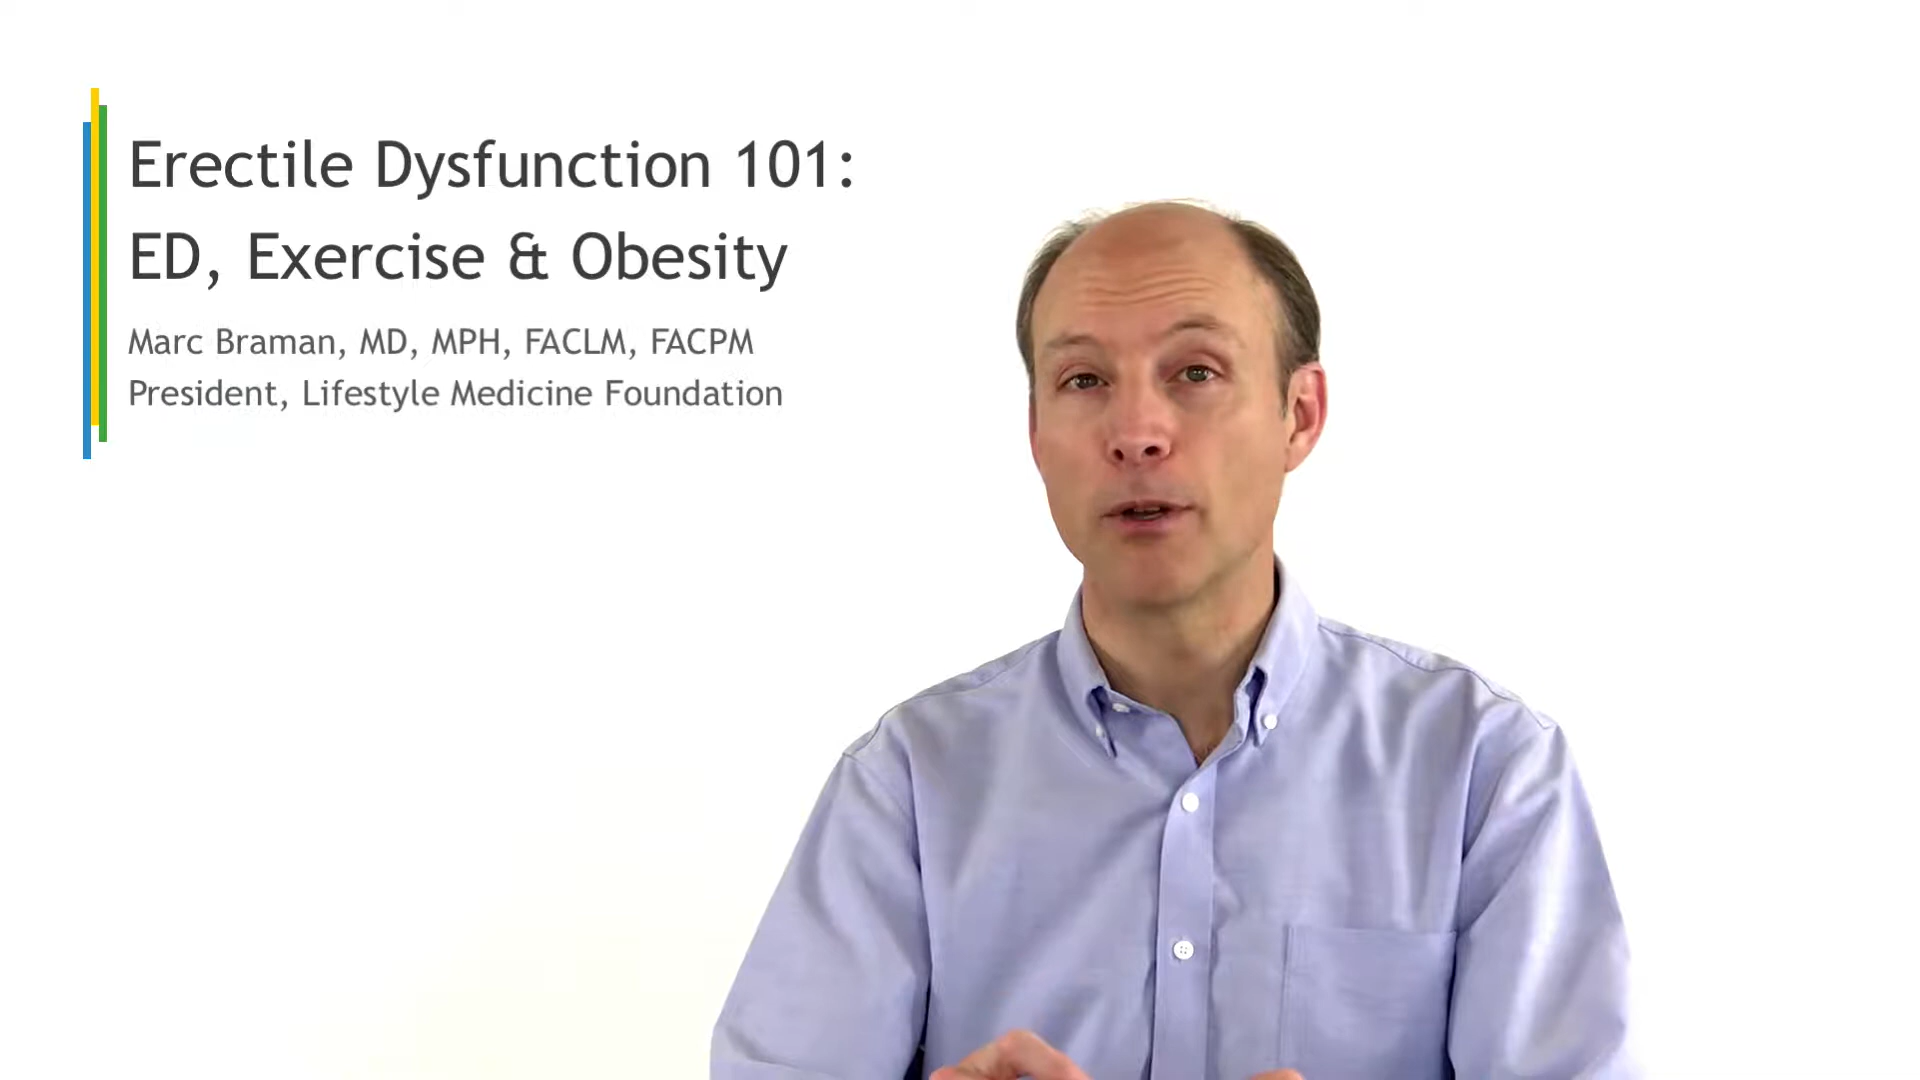 Erectile Dysfunction 101:
ED, Exercise & Obesity
Marc Braman, MD, MPH, FACLM, FACPM
President, Lifestyle Medicine Foundation